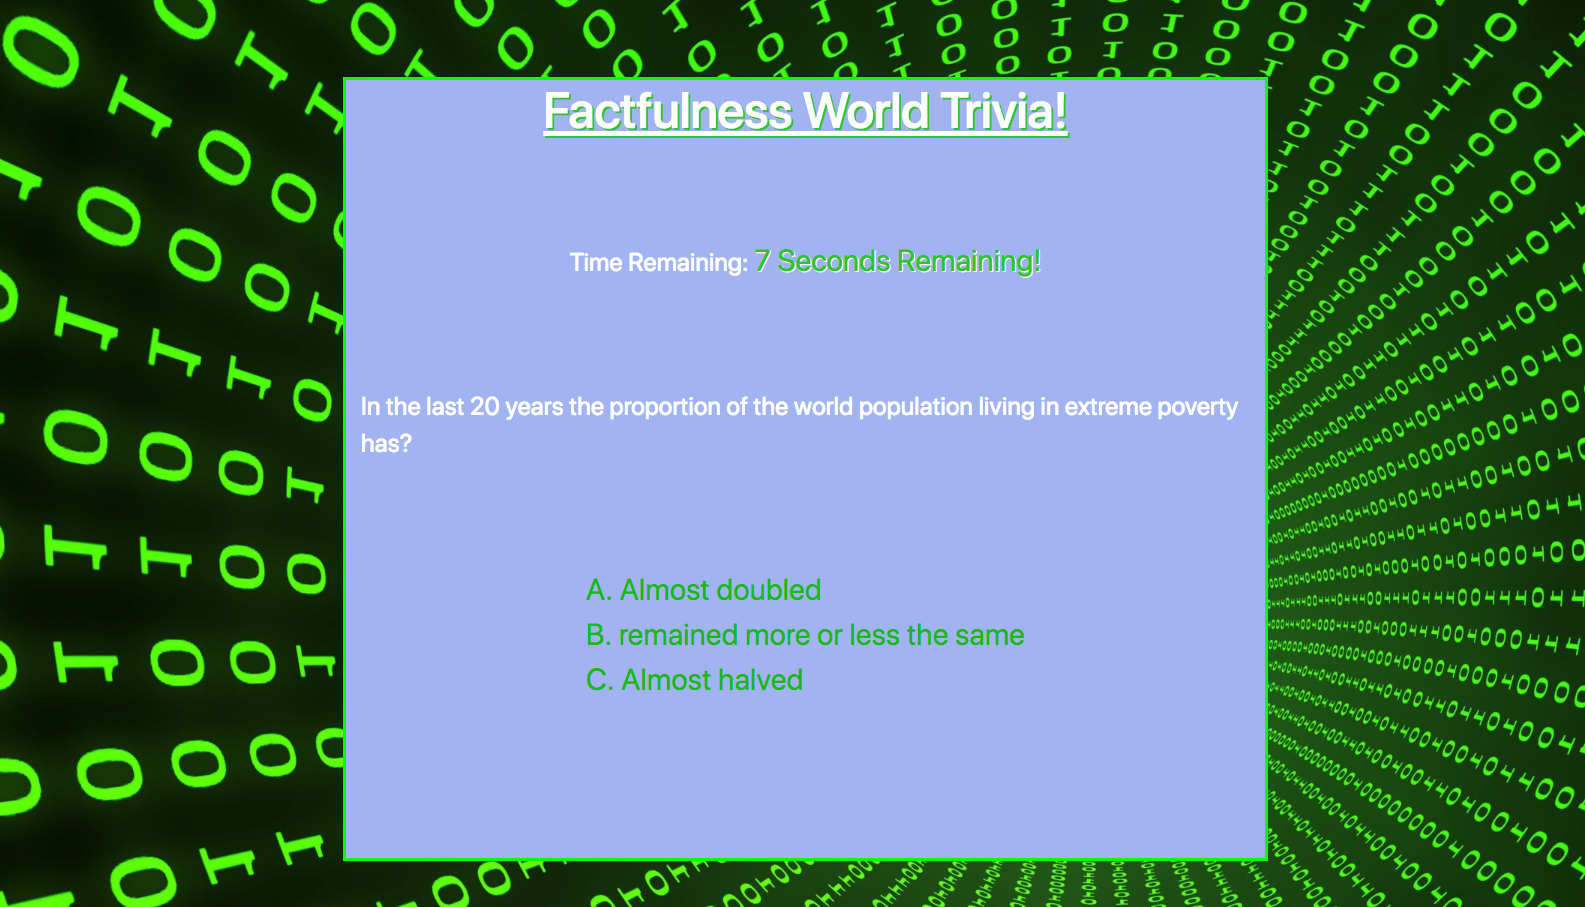 Factfulness World Trivia!
Time Remaining: 7 Seconds Remaining!
In the last 20 years the proportion of the world population living in extreme poverty
has?
A. Almost doubled
B. remained more or less the same
C. Almost halved